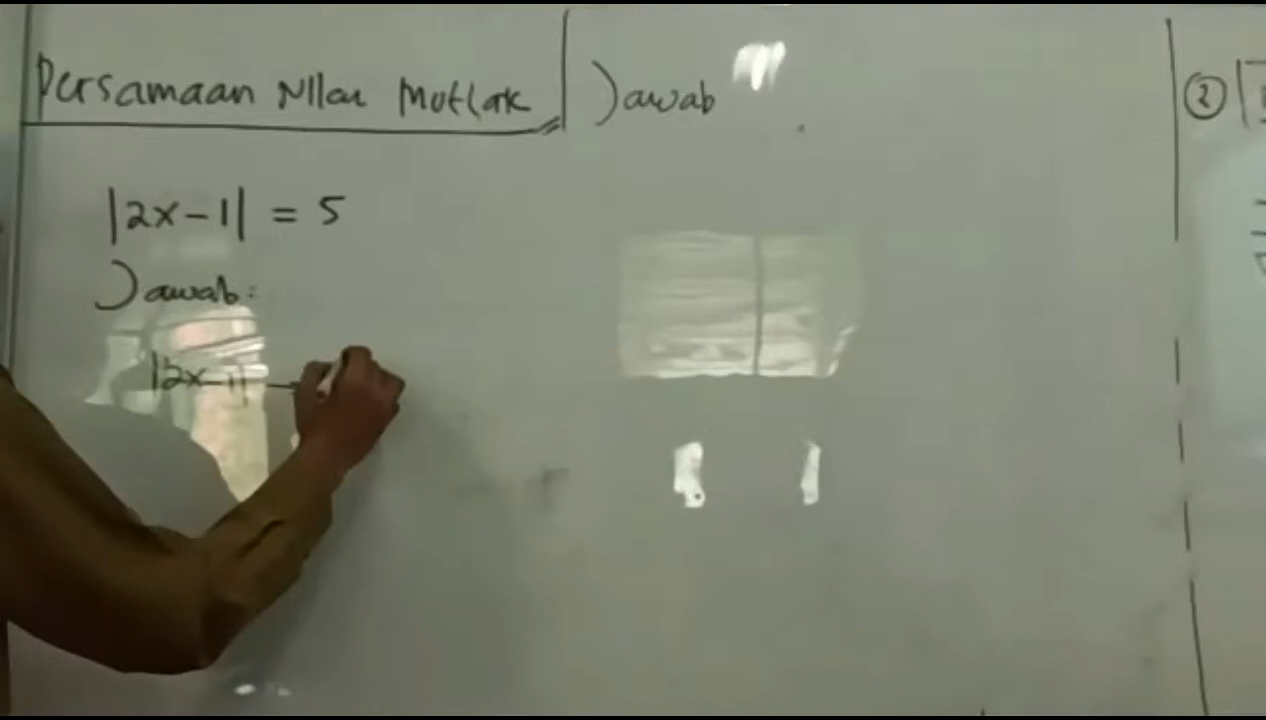 Persamaan Nilai Mutlak
|2x-1| = 5
Jawab:
|2x-1|
Jawab
②